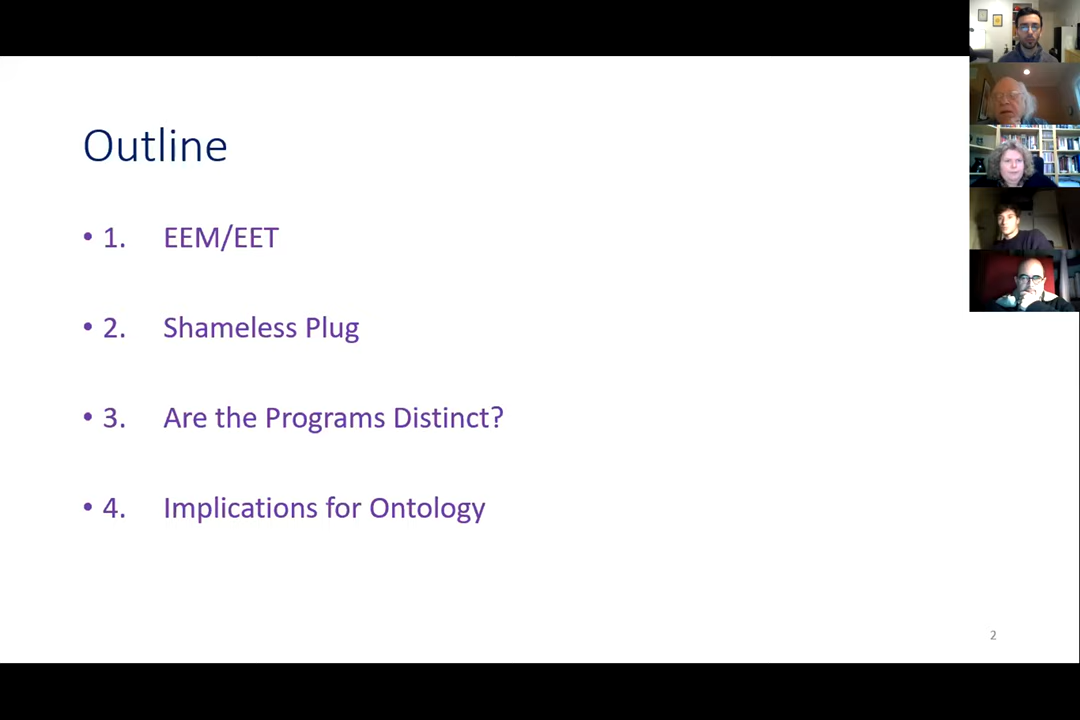 Outline
• 1. EEM/EET
• 2. Shameless Plug
• 3. Are the Programs Distinct?
• 4. Implications for Ontology
2